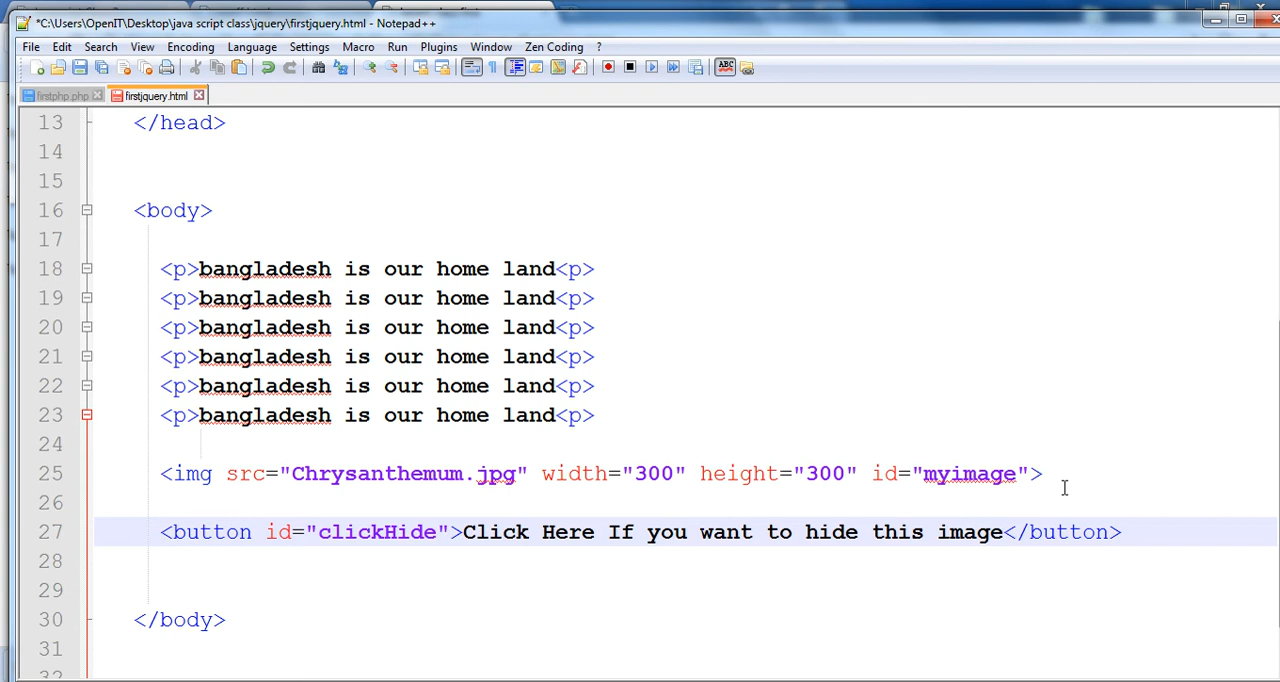 *C:\Users\OpenIT\Desktop\java script class\jquery\firstjquery.html - Notepad++
File Edit Search View Encoding Language Settings Macro Run Plugins Window Zen Coding ?
ABC
firstphp.php firstjquery.html
13 </head>
14
15
16 <body>
17
18 <p>bangladesh is our home land<p>
19 <p>bangladesh is our home land<p>
20 <p>bangladesh is our home land<p>
21 <p>bangladesh is our home land<p>
22 <p>bangladesh is our home land<p>
23 <p>bangladesh is our home land<p>
24
25 <img src="Chrysanthemum.jpg" width="300" height="300" id="myimage">
26
27 <button id="clickHide">Click Here If you want to hide this image</button>
28
29
30 </body>
31
32